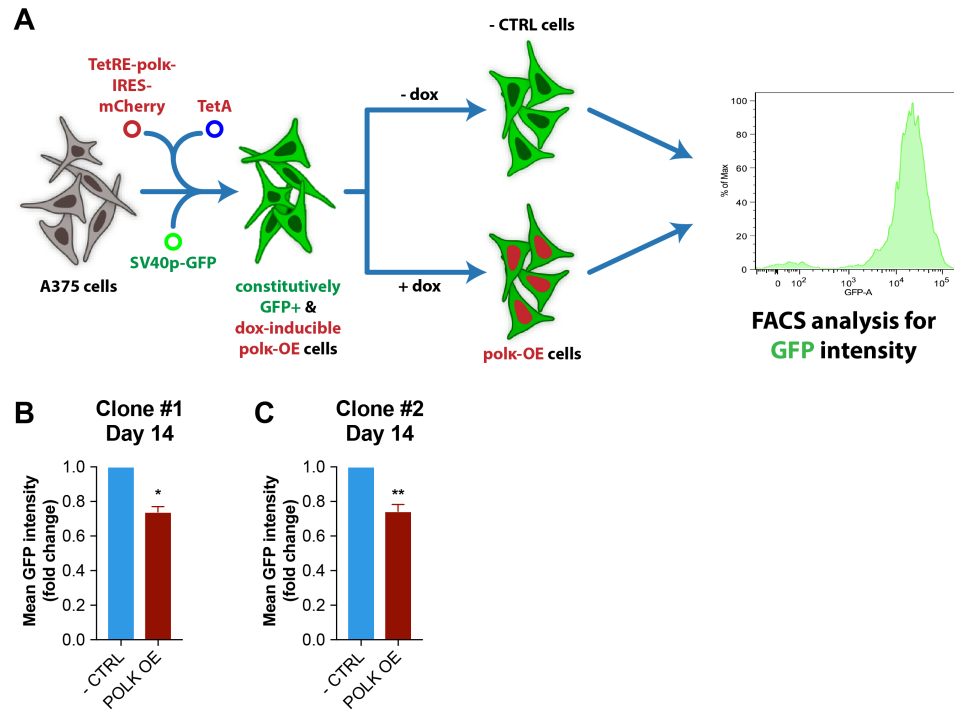 A
TetRE-polκ-
IRES-
mCherry
TetA
SV40p-GFP
A375 cells
constitutively
GFP+ &
dox-inducible
polκ-OE cells
- dox
+ dox
- CTRL cells
polκ-OE cells
% of Max
100
80
60
40
20
0
0
10²
10³
10⁴
10⁵
GFP-A
FACS analysis for
GFP intensity
B
Clone #1
Day 14
Mean GFP intensity
(fold change)
1.0
0.8
0.6
0.4
0.2
0.0
*
- CTRL
POLK OE
C
Clone #2
Day 14
Mean GFP intensity
(fold change)
1.0
0.8
0.6
0.4
0.2
0.0
**
- CTRL
POLK OE